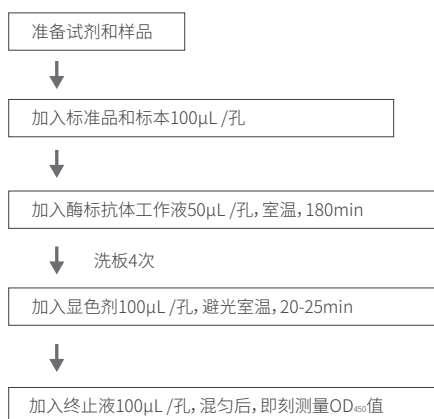 准备试剂和样品
加入标准品和标本100μL /孔
加入酶标抗体工作液50μL /孔，室温，180min
洗板4次
加入显色剂100μL /孔，避光室温，20-25min
加入终止液100μL /孔，混匀后，即刻测量OD₄₅₀值